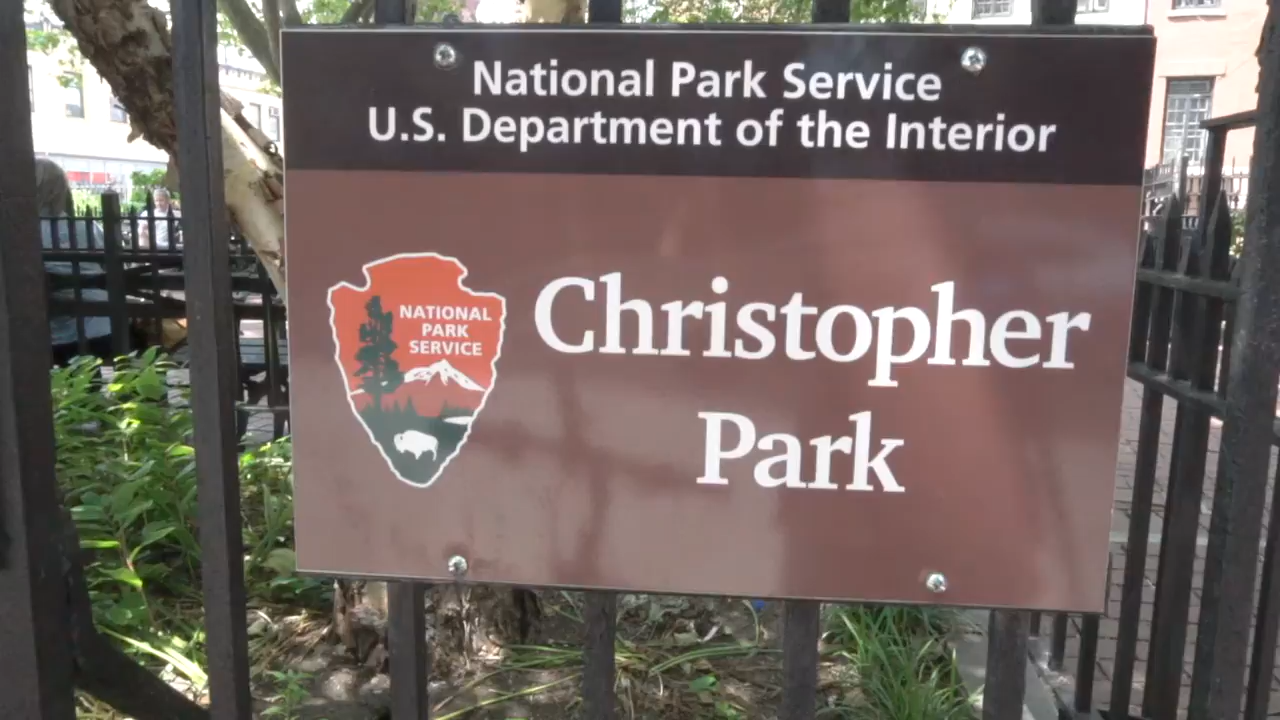 National Park Service
U.S. Department of the Interior
NATIONAL
PARK
SERVICE
Christopher
Park